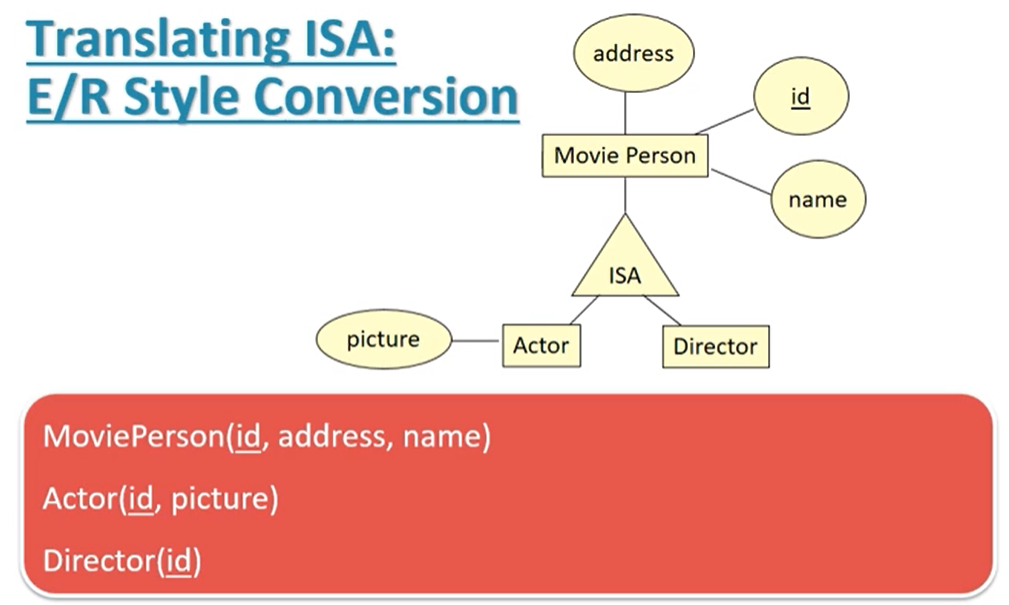 Translating ISA:
E/R Style Conversion
address
id
Movie Person
name
ISA
picture
Actor
Director
MoviePerson(id, address, name)
Actor(id, picture)
Director(id)